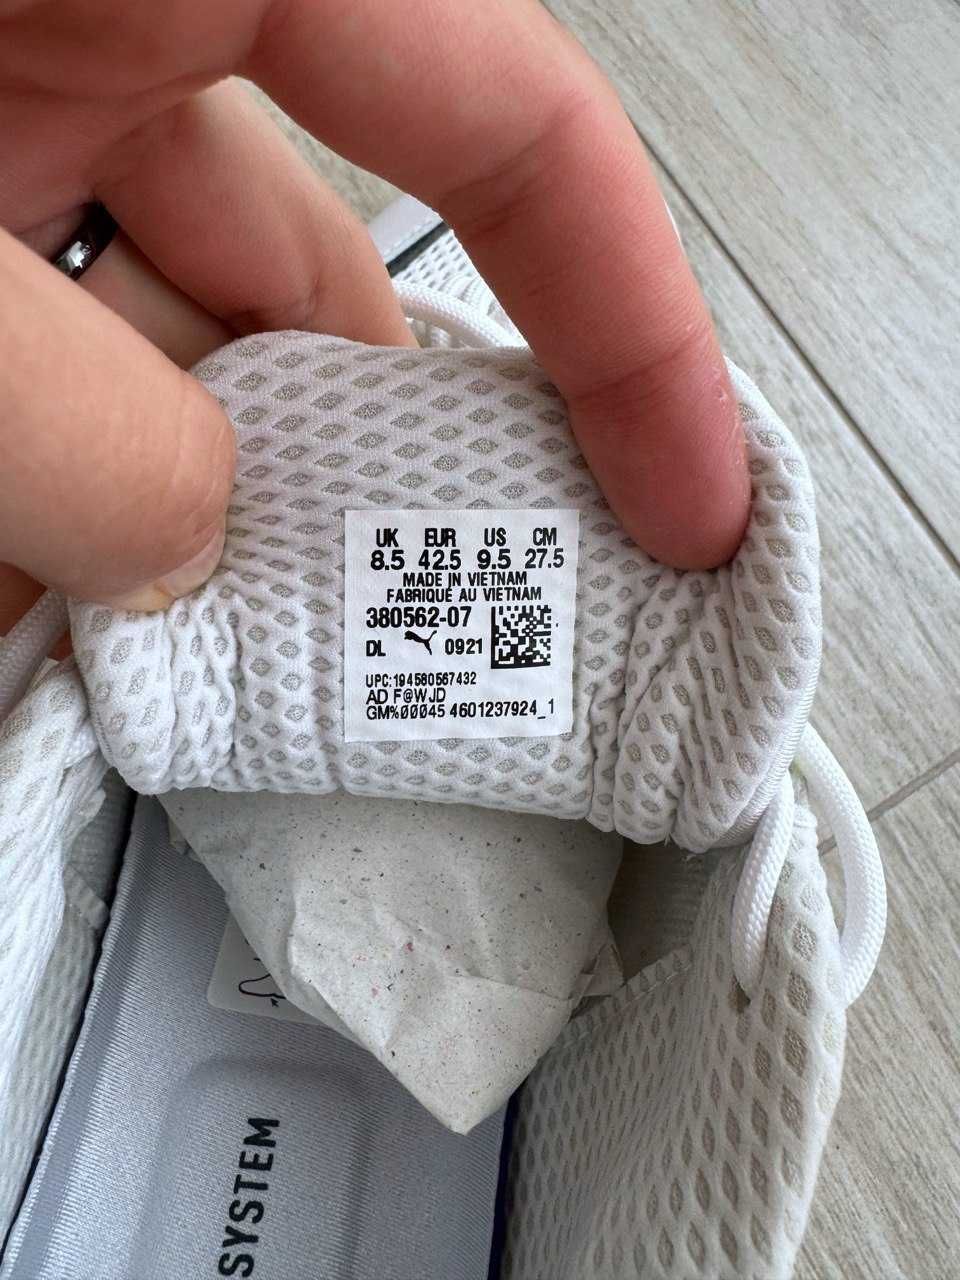 UK EUR US CM
8.5 42.5 9.5 27.5
MADE IN VIETNAM
FABRIQUÉ AU VIETNAM
380562-07
DL 0921
UPC:194580567432
AD F@WJD
GM%00045 4601237924_1
SYSTEM